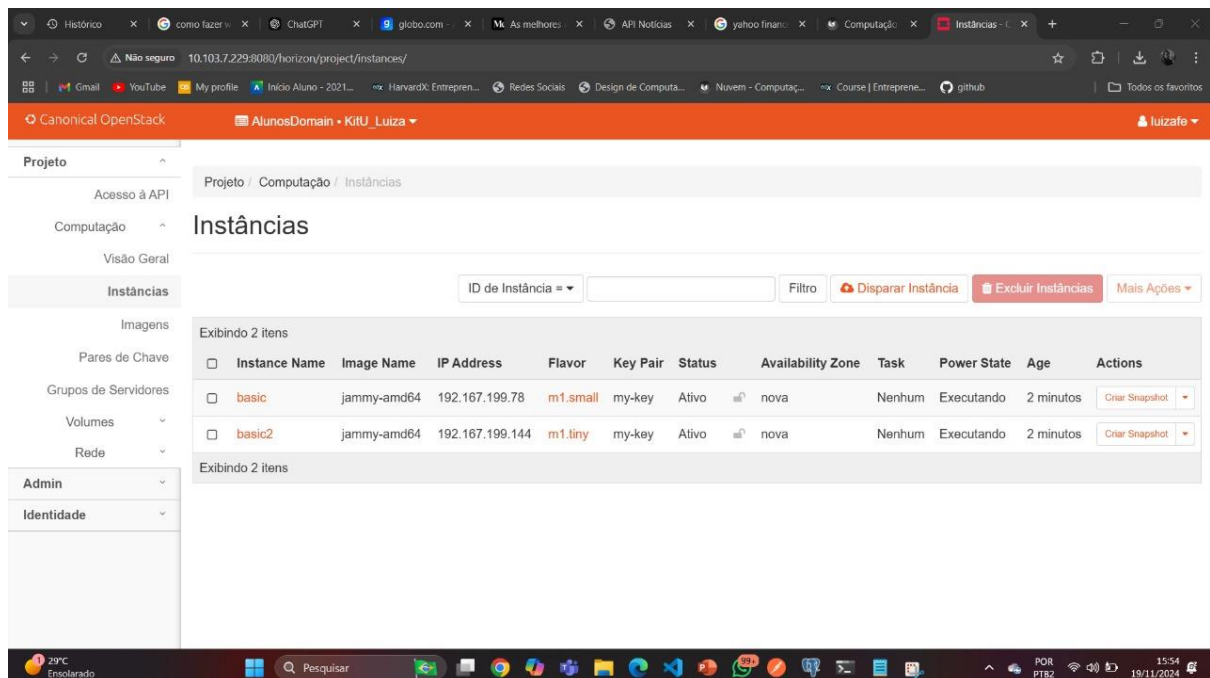 Histórico
como fazer w
ChatGPT
globo.com -
As melhores
API Noticias
yahoo financ
Computação
Instâncias - C
Não seguro 10.103.7.229:8080/horizon/project/instances/
Gmail YouTube My profile Início Aluno - 2021... HarvardX: Entrepren... Redes Sociais Design de Computa... Nuvem - Computaç... Course | Entreprene... github Todos os favoritos
Canonical OpenStack AlunosDomain • KitU_Luiza luizafe
Projeto
Acesso à API
Computação
Visão Geral
Instâncias
Imagens
Pares de Chave
Grupos de Servidores
Volumes
Rede
Admin
Identidade
Projeto / Computação / Instâncias
Instâncias
ID de Instância = Filtro Disparar Instância Excluir Instâncias Mais Ações
Exibindo 2 itens
Instance Name Image Name IP Address Flavor Key Pair Status Availability Zone Task Power State Age Actions
basic jammy-amd64 192.167.199.78 m1.small my-key Ativo nova Nenhum Executando 2 minutos Criar Snapshot
basic2 jammy-amd64 192.167.199.144 m1.tiny my-key Ativo nova Nenhum Executando 2 minutos Criar Snapshot
Exibindo 2 itens
1 29°C
Ensolarado
Pesquisar
99+
POR
PTB2
15:54
19/11/2024